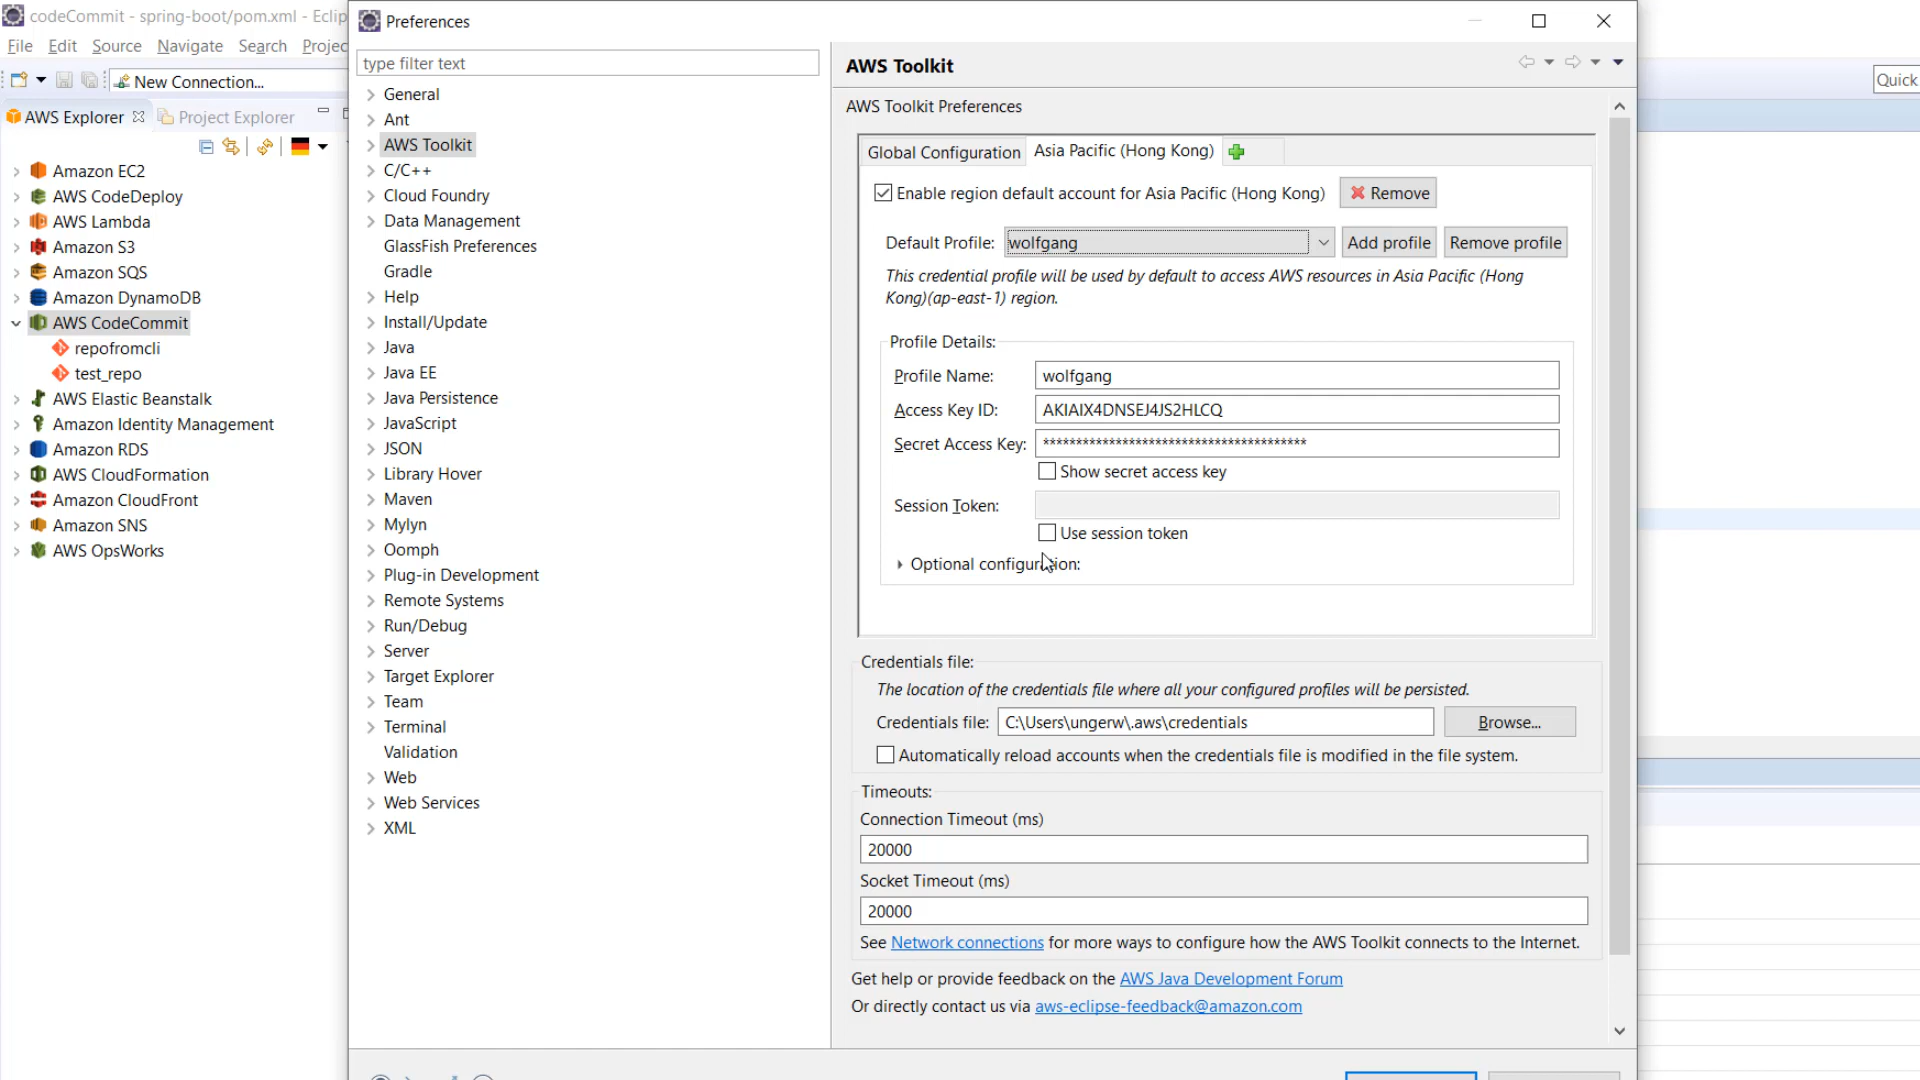 codeCommit - spring-boot/pom.xml - Eclip
File Edit Source Navigate Search Projec
New Connection...
Quick
AWS Explorer
Project Explorer
Amazon EC2
AWS CodeDeploy
AWS Lambda
Amazon S3
Amazon SQS
Amazon DynamoDB
AWS CodeCommit
repofromcli
test_repo
AWS Elastic Beanstalk
Amazon Identity Management
Amazon RDS
AWS CloudFormation
Amazon CloudFront
Amazon SNS
AWS OpsWorks
Preferences
type filter text
General
Ant
AWS Toolkit
C/C++
Cloud Foundry
Data Management
GlassFish Preferences
Gradle
Help
Install/Update
Java
Java EE
Java Persistence
JavaScript
JSON
Library Hover
Maven
Mylyn
Oomph
Plug-in Development
Remote Systems
Run/Debug
Server
Target Explorer
Team
Terminal
Validation
Web
Web Services
XML
AWS Toolkit
AWS Toolkit Preferences
Global Configuration
Asia Pacific (Hong Kong)
Enable region default account for Asia Pacific (Hong Kong)
Remove
Default Profile: wolfgang
Add profile
Remove profile
This credential profile will be used by default to access AWS resources in Asia Pacific (Hong
Kong)(ap-east-1) region.
Profile Details:
Profile Name: wolfgang
Access Key ID: AKIAIX4DNSEJ4JS2HLCQ
Secret Access Key: ****************************************
Show secret access key
Session Token:
Use session token
Optional configuration:
Credentials file:
The location of the credentials file where all your configured profiles will be persisted.
Credentials file: C:\Users\ungerw\.aws\credentials
Browse...
Automatically reload accounts when the credentials file is modified in the file system.
Timeouts:
Connection Timeout (ms)
20000
Socket Timeout (ms)
20000
See Network connections for more ways to configure how the AWS Toolkit connects to the Internet.
Get help or provide feedback on the AWS Java Development Forum
Or directly contact us via aws-eclipse-feedback@amazon.com